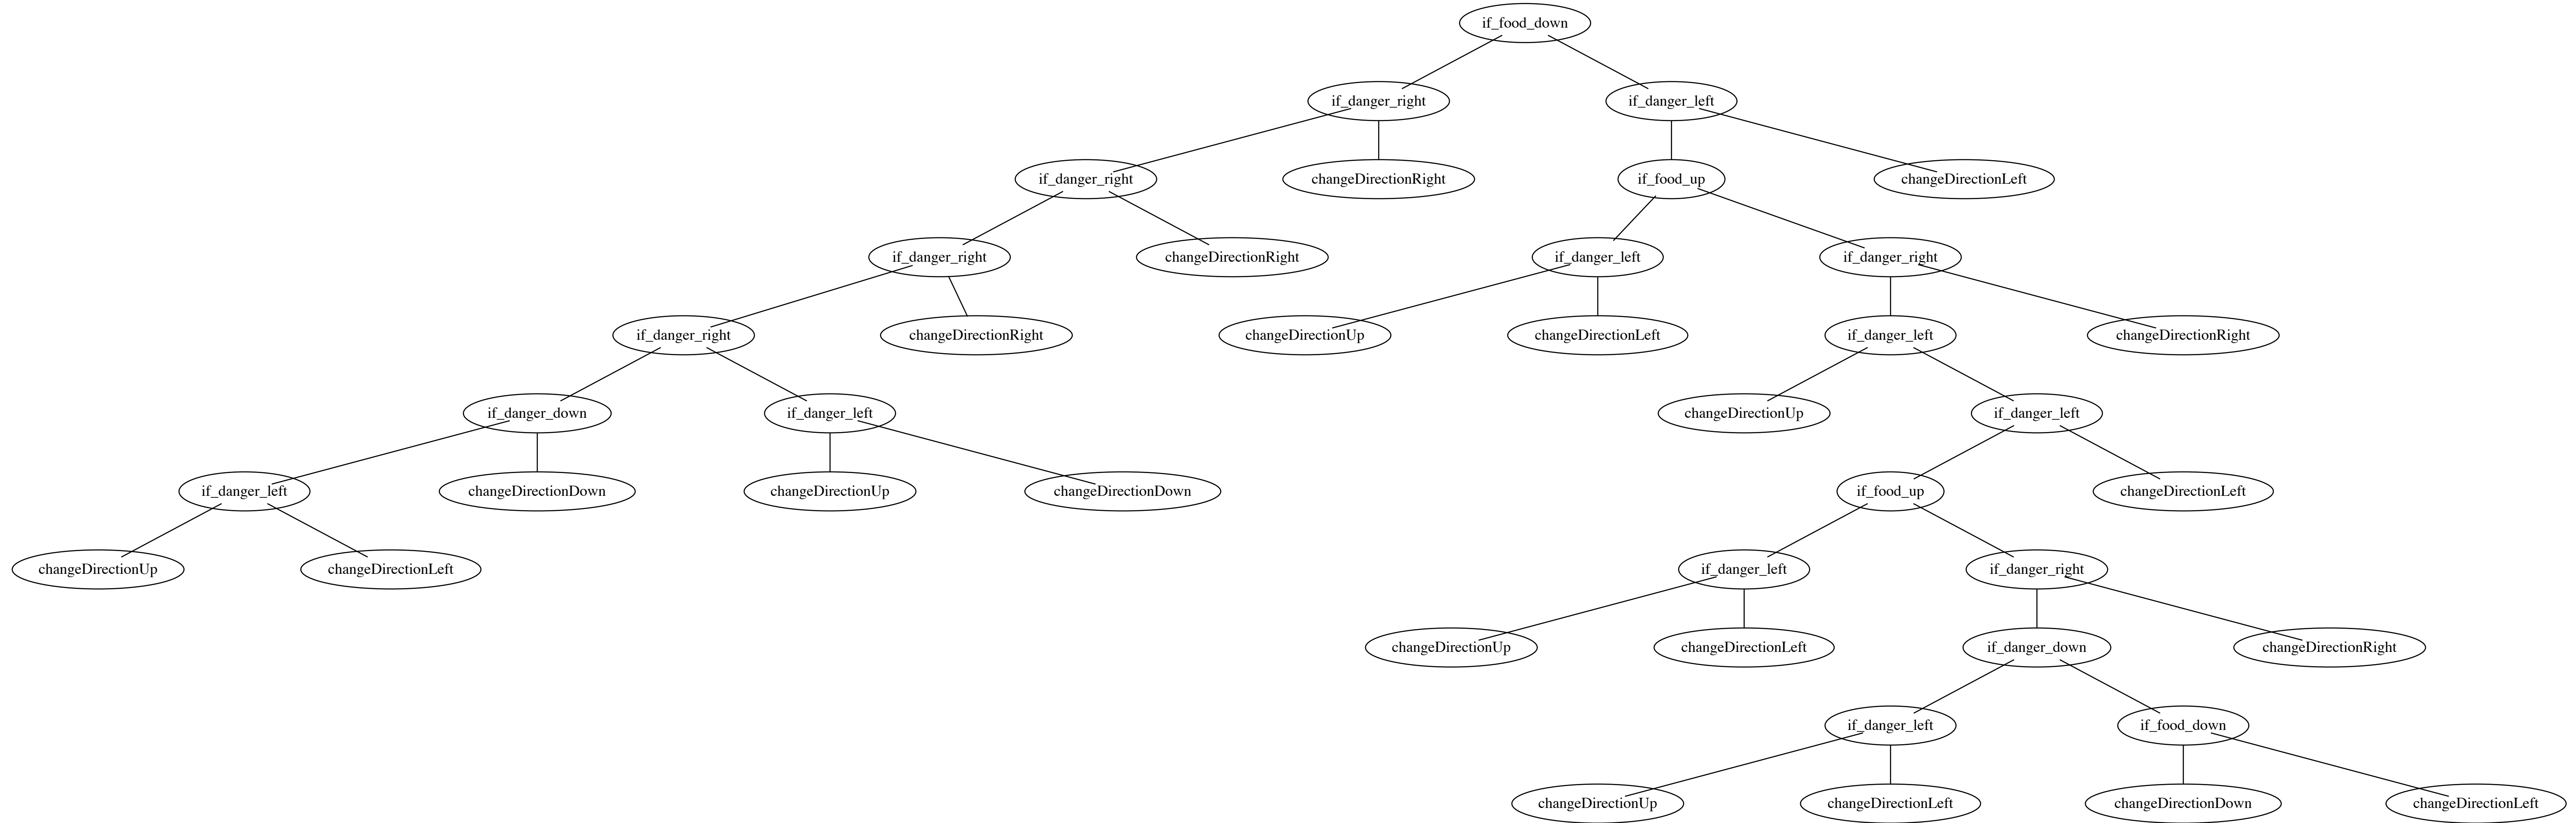 if_food_down
if_danger_right
if_danger_left
if_danger_right
changeDirectionRight
if_food_up
changeDirectionLeft
if_danger_right
changeDirectionRight
if_danger_left
if_danger_right
if_danger_right
changeDirectionRight
changeDirectionUp
changeDirectionLeft
if_danger_left
changeDirectionRight
if_danger_down
if_danger_left
changeDirectionUp
if_danger_left
if_danger_left
changeDirectionDown
changeDirectionUp
changeDirectionDown
if_food_up
changeDirectionLeft
changeDirectionUp
changeDirectionLeft
if_danger_left
if_danger_right
changeDirectionUp
changeDirectionLeft
if_danger_down
changeDirectionRight
if_danger_left
if_food_down
changeDirectionUp
changeDirectionLeft
changeDirectionDown
changeDirectionLeft